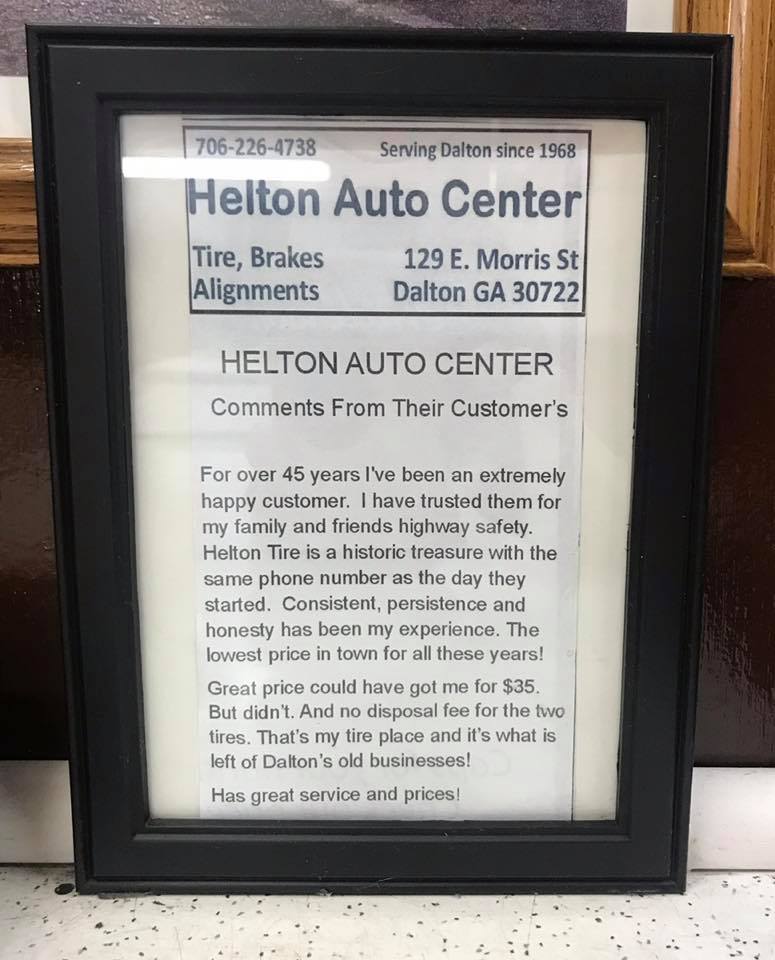 706-226-4738 Serving Dalton since 1968
Helton Auto Center
Tire, Brakes 129 E. Morris St
Alignments Dalton GA 30722
HELTON AUTO CENTER
Comments From Their Customer's
For over 45 years I've been an extremely
happy customer. I have trusted them for
my family and friends highway safety.
Helton Tire is a historic treasure with the
same phone number as the day they
started. Consistent, persistence and
honesty has been my experience. The
lowest price in town for all these years!
Great price could have got me for $35.
But didn't. And no disposal fee for the two
tires. That's my tire place and it's what is
left of Dalton's old businesses!
Has great service and prices!